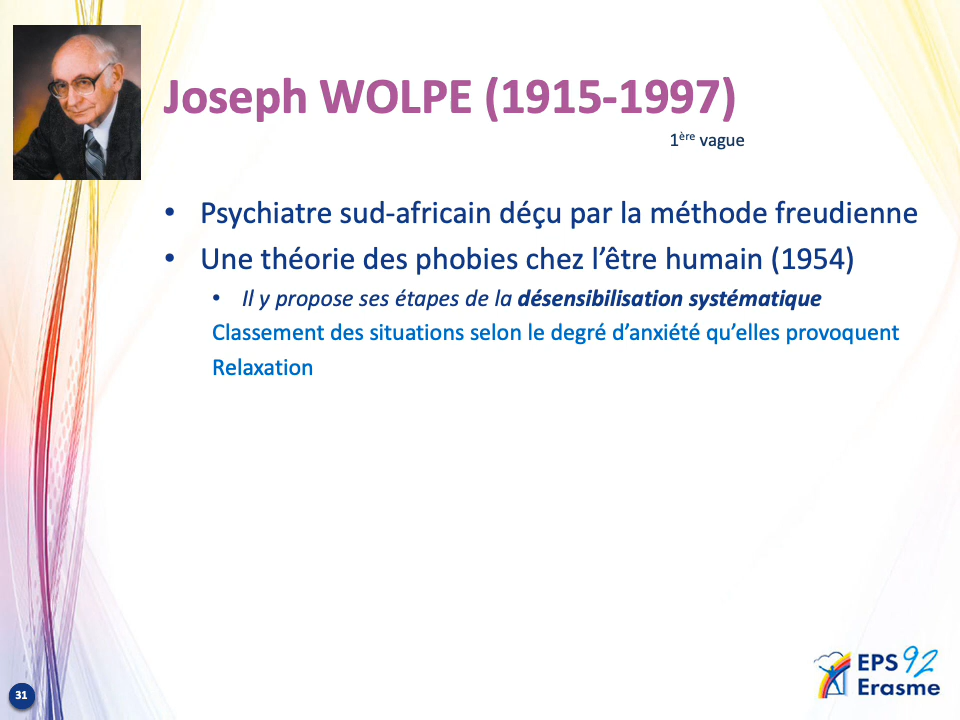 Joseph WOLPE (1915-1997)
1ère vague
• Psychiatre sud-africain déçu par la méthode freudienne
• Une théorie des phobies chez l’être humain (1954)
• Il y propose ses étapes de la désensibilisation systématique
Classement des situations selon le degré d’anxiété qu’elles provoquent
Relaxation
31
EPS 92
Erasme